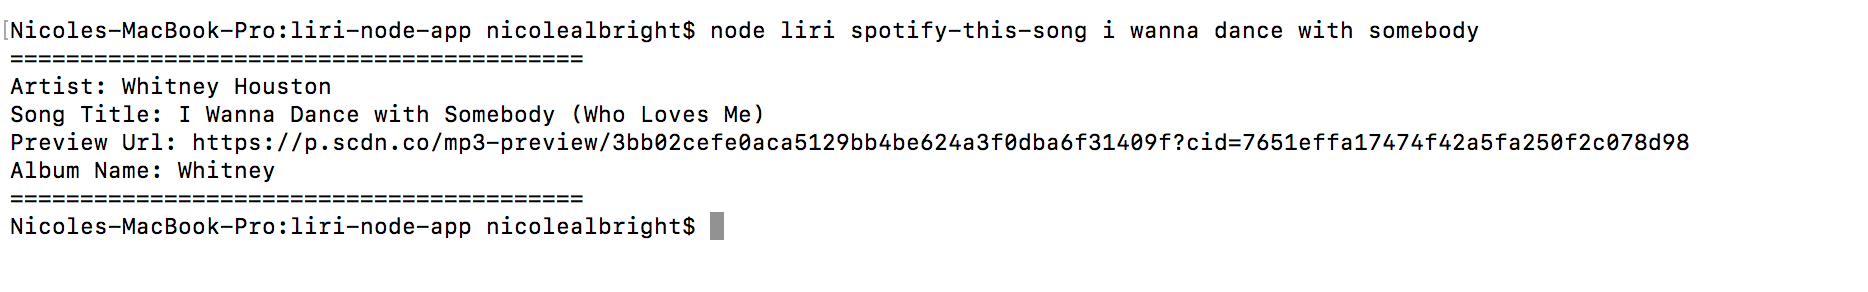 [Nicoles-MacBook-Pro:liri-node-app nicolealbright$ node liri spotify-this-song i wanna dance with somebody
=========================================
Artist: Whitney Houston
Song Title: I Wanna Dance with Somebody (Who Loves Me)
Preview Url: https://p.scdn.co/mp3-preview/3bb02cefe0aca5129bb4be624a3f0dba6f31409f?cid=7651effa17474f42a5fa250f2c078d98
Album Name: Whitney
=========================================
Nicoles-MacBook-Pro:liri-node-app nicolealbright$